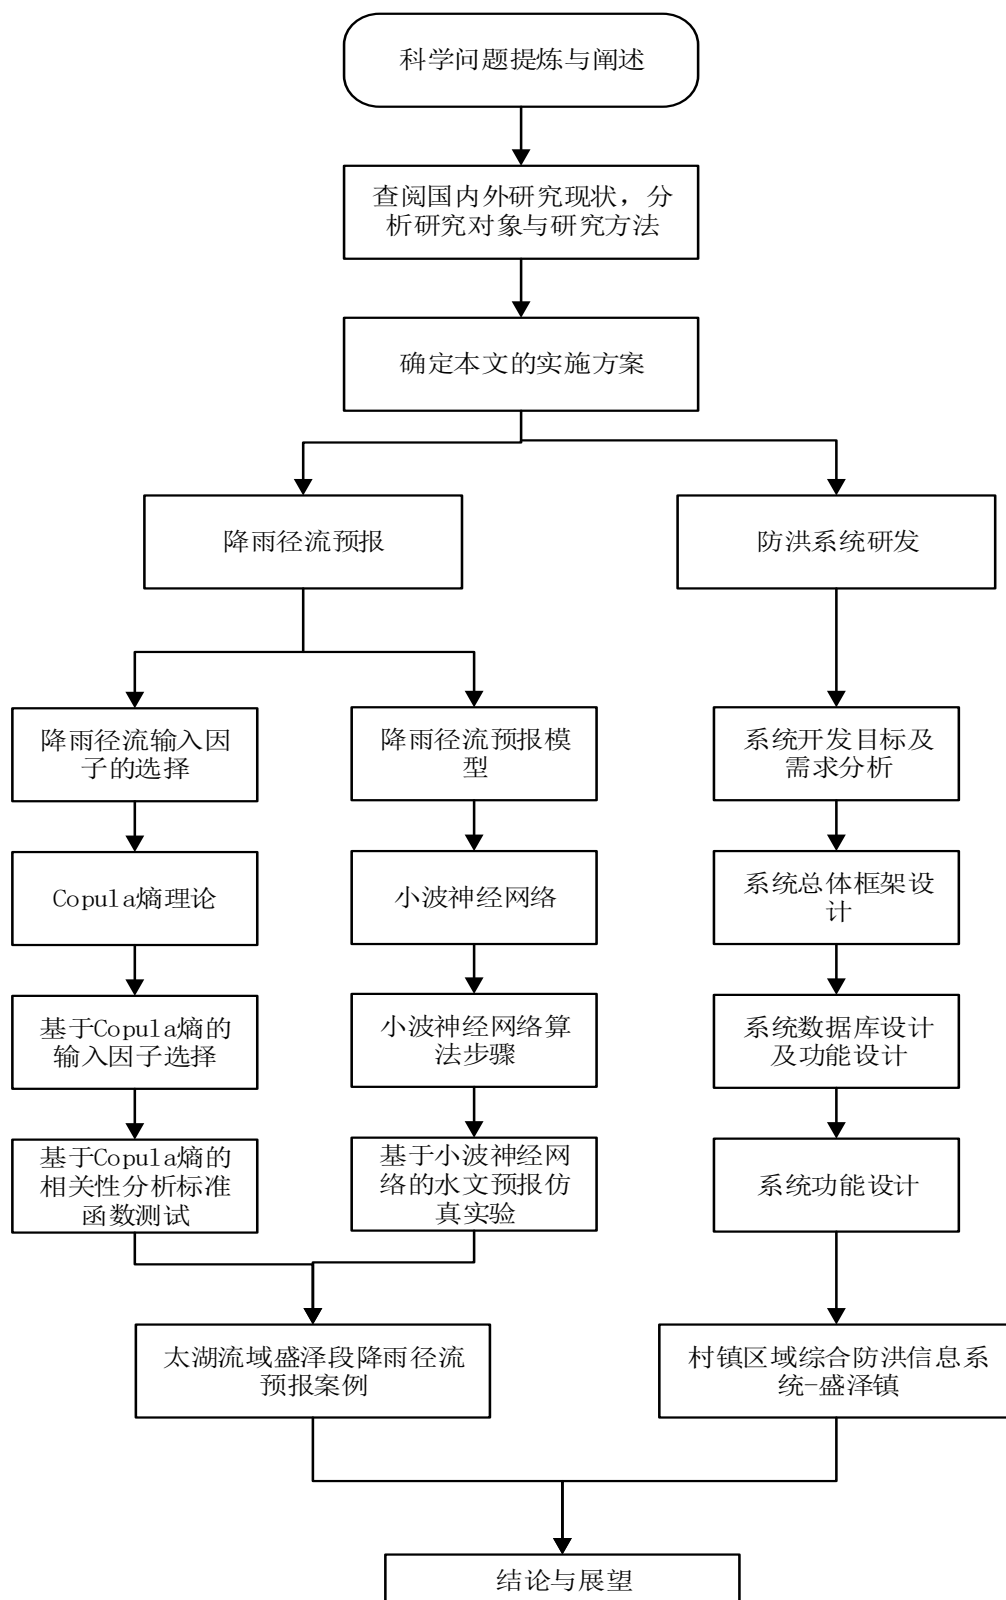 科学问题提炼与阐述
查阅国内外研究现状，分
析研究对象与研究方法
确定本文的实施方案
降雨径流预报
防洪系统研发
降雨径流输入因
子的选择
降雨径流预报模
型
系统开发目标及
需求分析
Copula熵理论
小波神经网络
系统总体框架设
计
基于Copula熵的
输入因子选择
小波神经网络算
法步骤
系统数据库设计
及功能设计
基于Copula熵的
相关性分析标准
函数测试
基于小波神经网
络的水文预报仿
真实验
系统功能设计
太湖流域盛泽段降雨径流
预报案例
村镇区域综合防洪信息系
统-盛泽镇
结论与展望